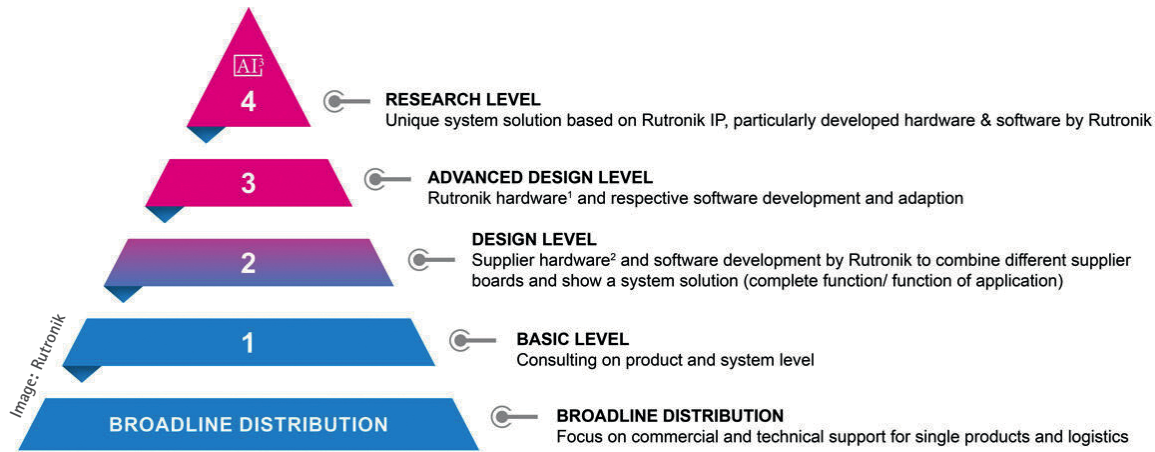 AI³
4
RESEARCH LEVEL
Unique system solution based on Rutronik IP, particularly developed hardware & software by Rutronik
3
ADVANCED DESIGN LEVEL
Rutronik hardware¹ and respective software development and adaption
2
DESIGN LEVEL
Supplier hardware² and software development by Rutronik to combine different supplier
boards and show a system solution (complete function/ function of application)
1
BASIC LEVEL
Consulting on product and system level
BROADLINE DISTRIBUTION
BROADLINE DISTRIBUTION
Focus on commercial and technical support for single products and logistics
Image: Rutronik